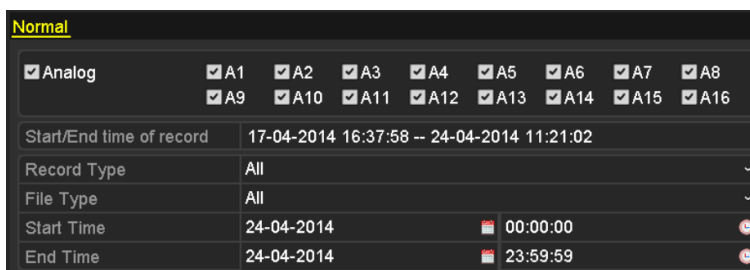 Normal
Analog A1 A2 A3 A4 A5 A6 A7 A8
A9 A10 A11 A12 A13 A14 A15 A16
Start/End time of record 17-04-2014 16:37:58 -- 24-04-2014 11:21:02
Record Type All
File Type All
Start Time 24-04-2014 00:00:00
End Time 24-04-2014 23:59:59